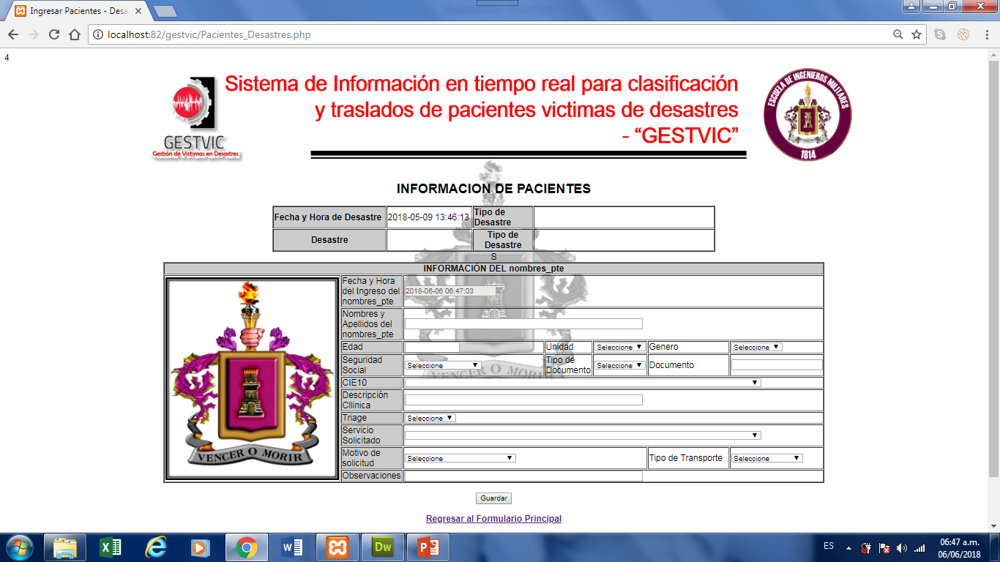 Ingresar Pacientes - Desa
localhost:82/gestvic/Pacientes_Desastres.php
4
Sistema de Información en tiempo real para clasificación
y traslados de pacientes victimas de desastres
- “GESTVIC”
GESTVIC
Gestión de Víctimas en Desastres
ESCUELA DE INGENIEROS MILITARES
1814
INFORMACION DE PACIENTES
Fecha y Hora de Desastre 2018-05-09 13:46:13 Tipo de
Desastre
Desastre Tipo de
Desastre
S
INFORMACIÓN DEL nombres_pte
Fecha y Hora
del Ingreso del
nombres_pte
2018-06-06 06:47:03
Nombres y
Apellidos del
nombres_pte
Edad Unidad Seleccione Genero Seleccione
Seguridad
Social
Seleccione
Tipo de
Documento
Seleccione Documento
CIE10
Descripción
Cllinica
Triage Seleccione
Servicio
Solicitado
Motivo de
solicitud
Seleccione Tipo de Transporte Seleccione
Observaciones
VENCER O MORIR
VENCER O MORIR
Guardar
Regresar al Formulario Principal
ES
06:47 a.m.
06/06/2018